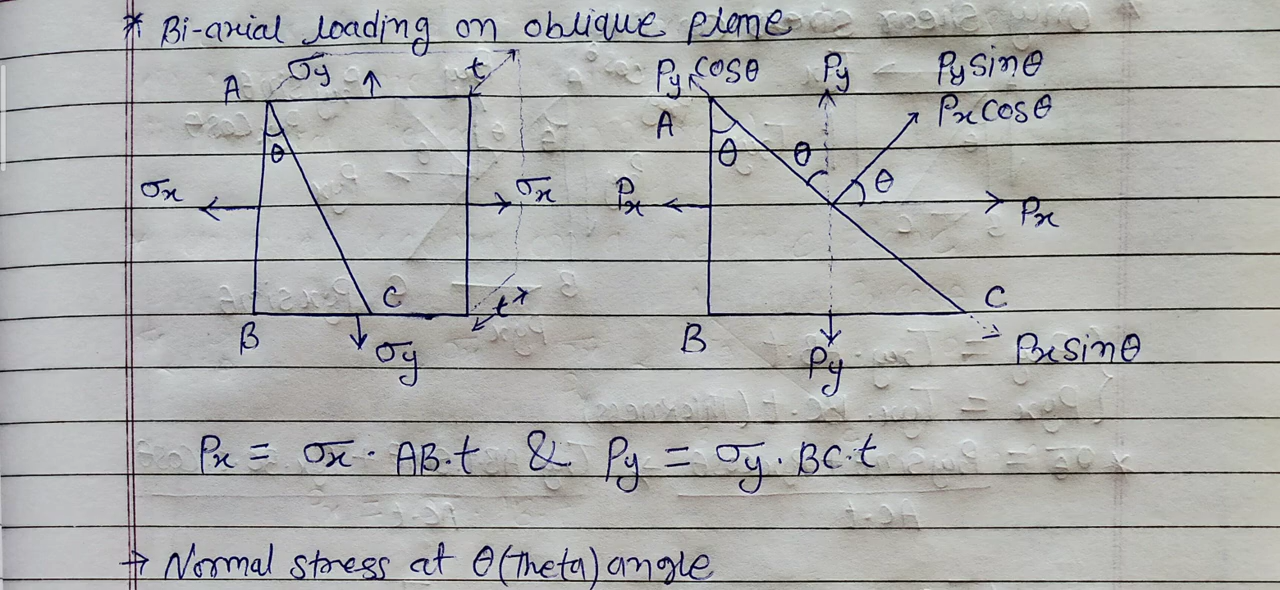 * Bi-axial loading on oblique plane
σy t Py cosθ Py Py sinθ
A Px cosθ
A
θ θ θ θ
σx σx Px Px
C C
t
B B
σy Py Px sinθ
Px = σx · AB·t & Py = σy · BC·t
→ Normal stress at θ(Theta) angle